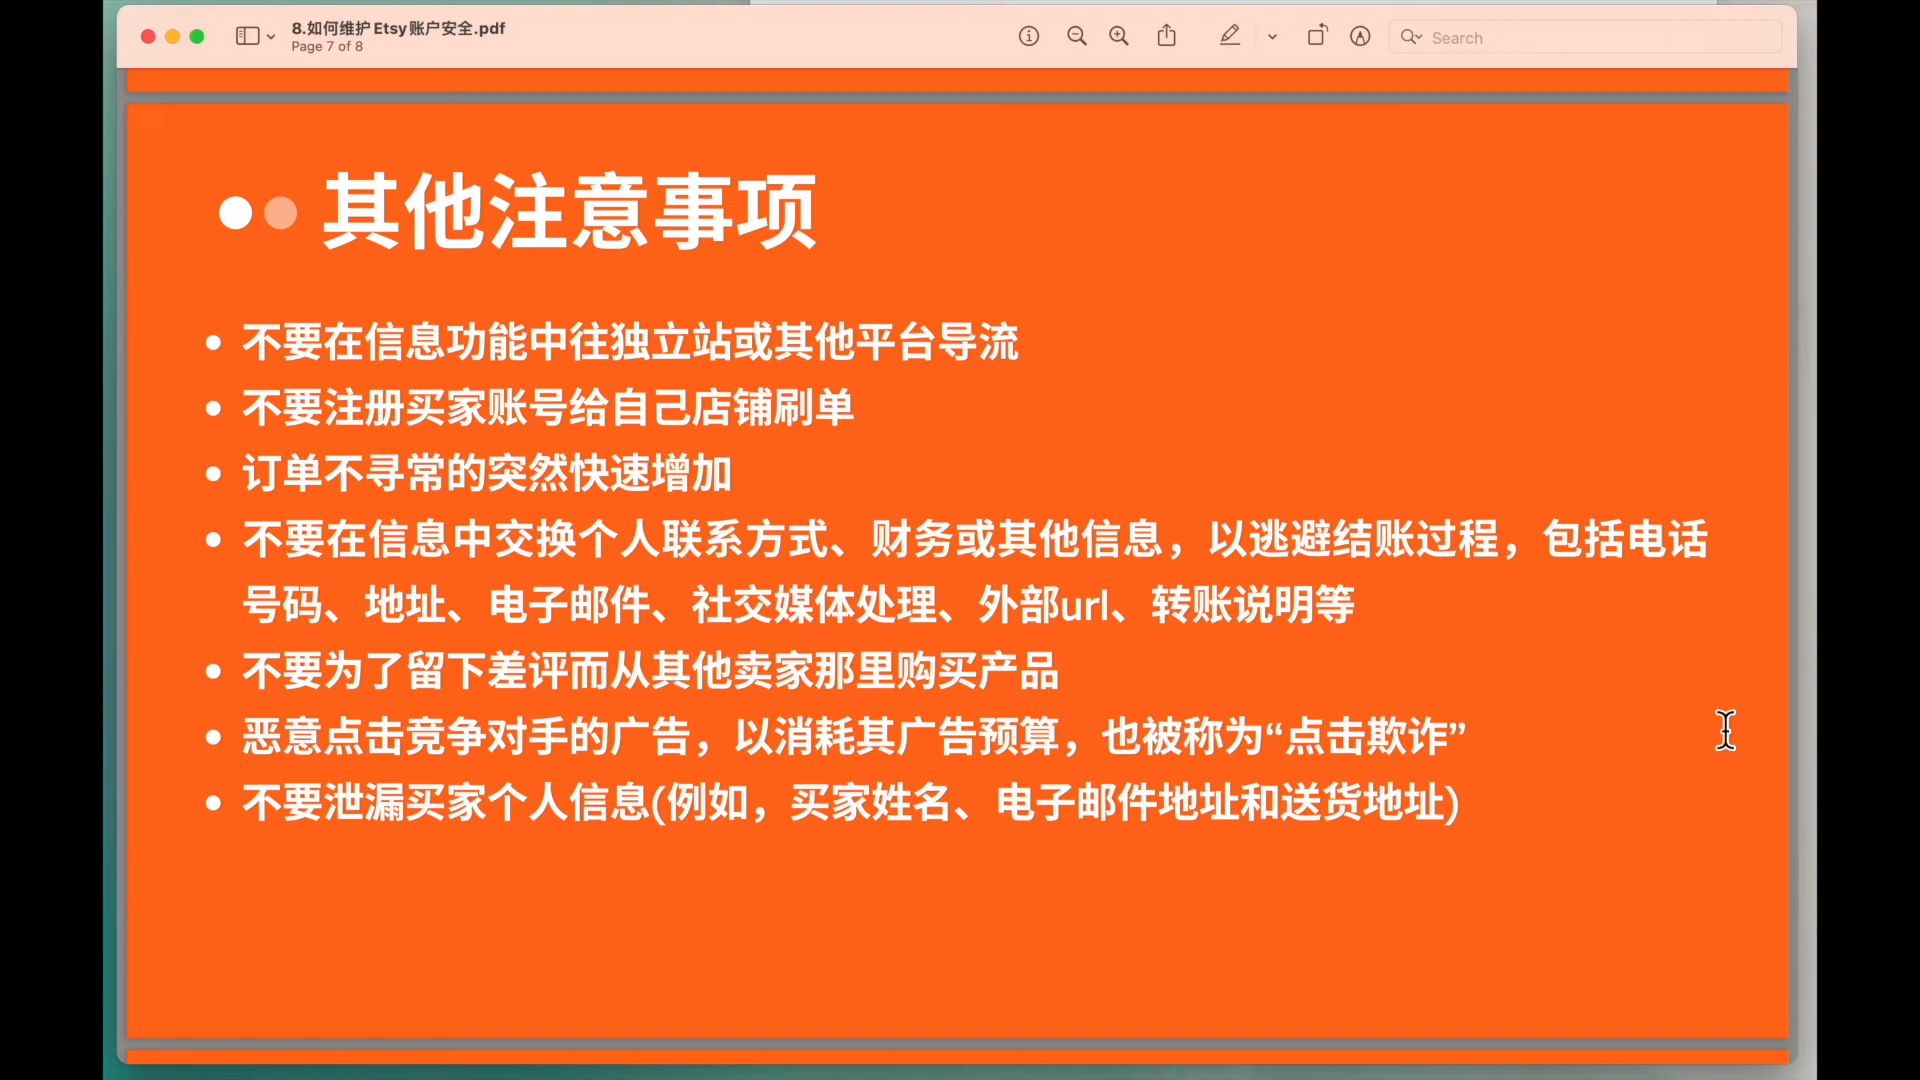 8.如何维护Etsy账户安全.pdf
Page 7 of 8
Search
其他注意事项
不要在信息功能中往独立站或其他平台导流
不要注册买家账号给自己店铺刷单
订单不寻常的突然快速增加
不要在信息中交换个人联系方式、财务或其他信息，以逃避结账过程，包括电话
号码、地址、电子邮件、社交媒体处理、外部url、转账说明等
不要为了留下差评而从其他卖家那里购买产品
恶意点击竞争对手的广告，以消耗其广告预算，也被称为“点击欺诈”
不要泄漏买家个人信息(例如，买家姓名、电子邮件地址和送货地址)